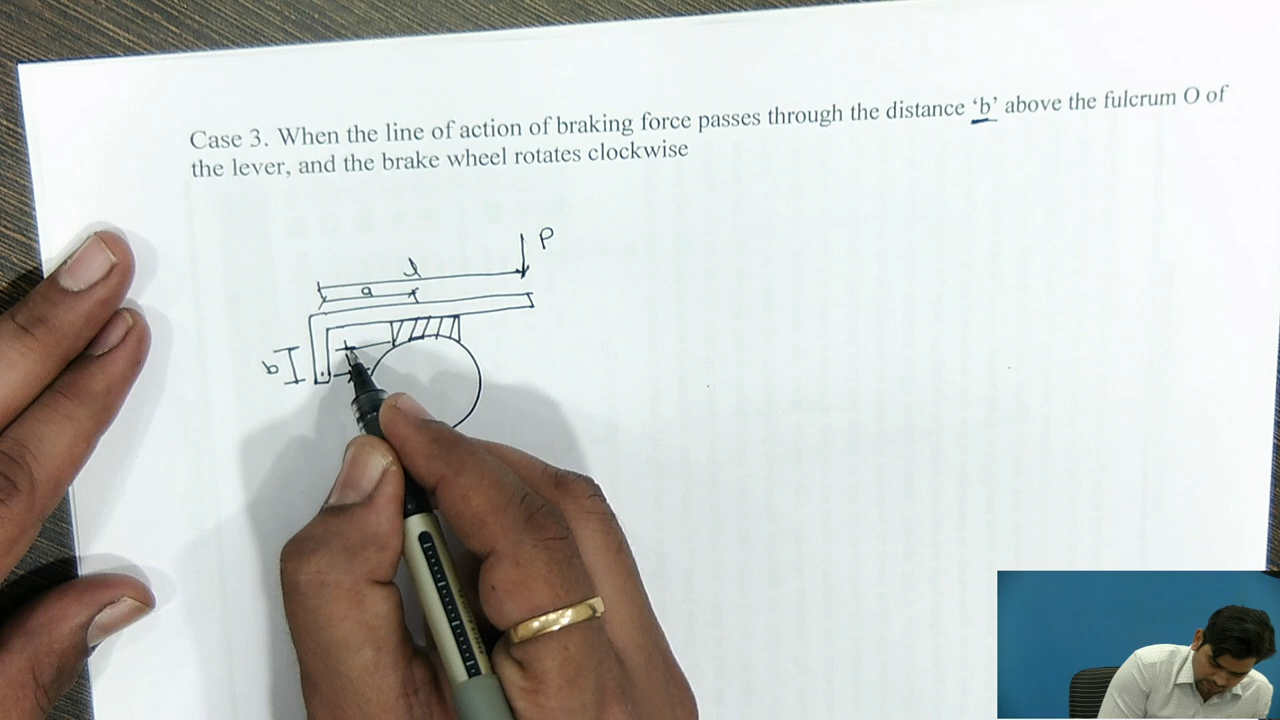 Case 3. When the line of action of braking force passes through the distance ‘b’ above the fulcrum O of
the lever, and the brake wheel rotates clockwise
P
l
a
b